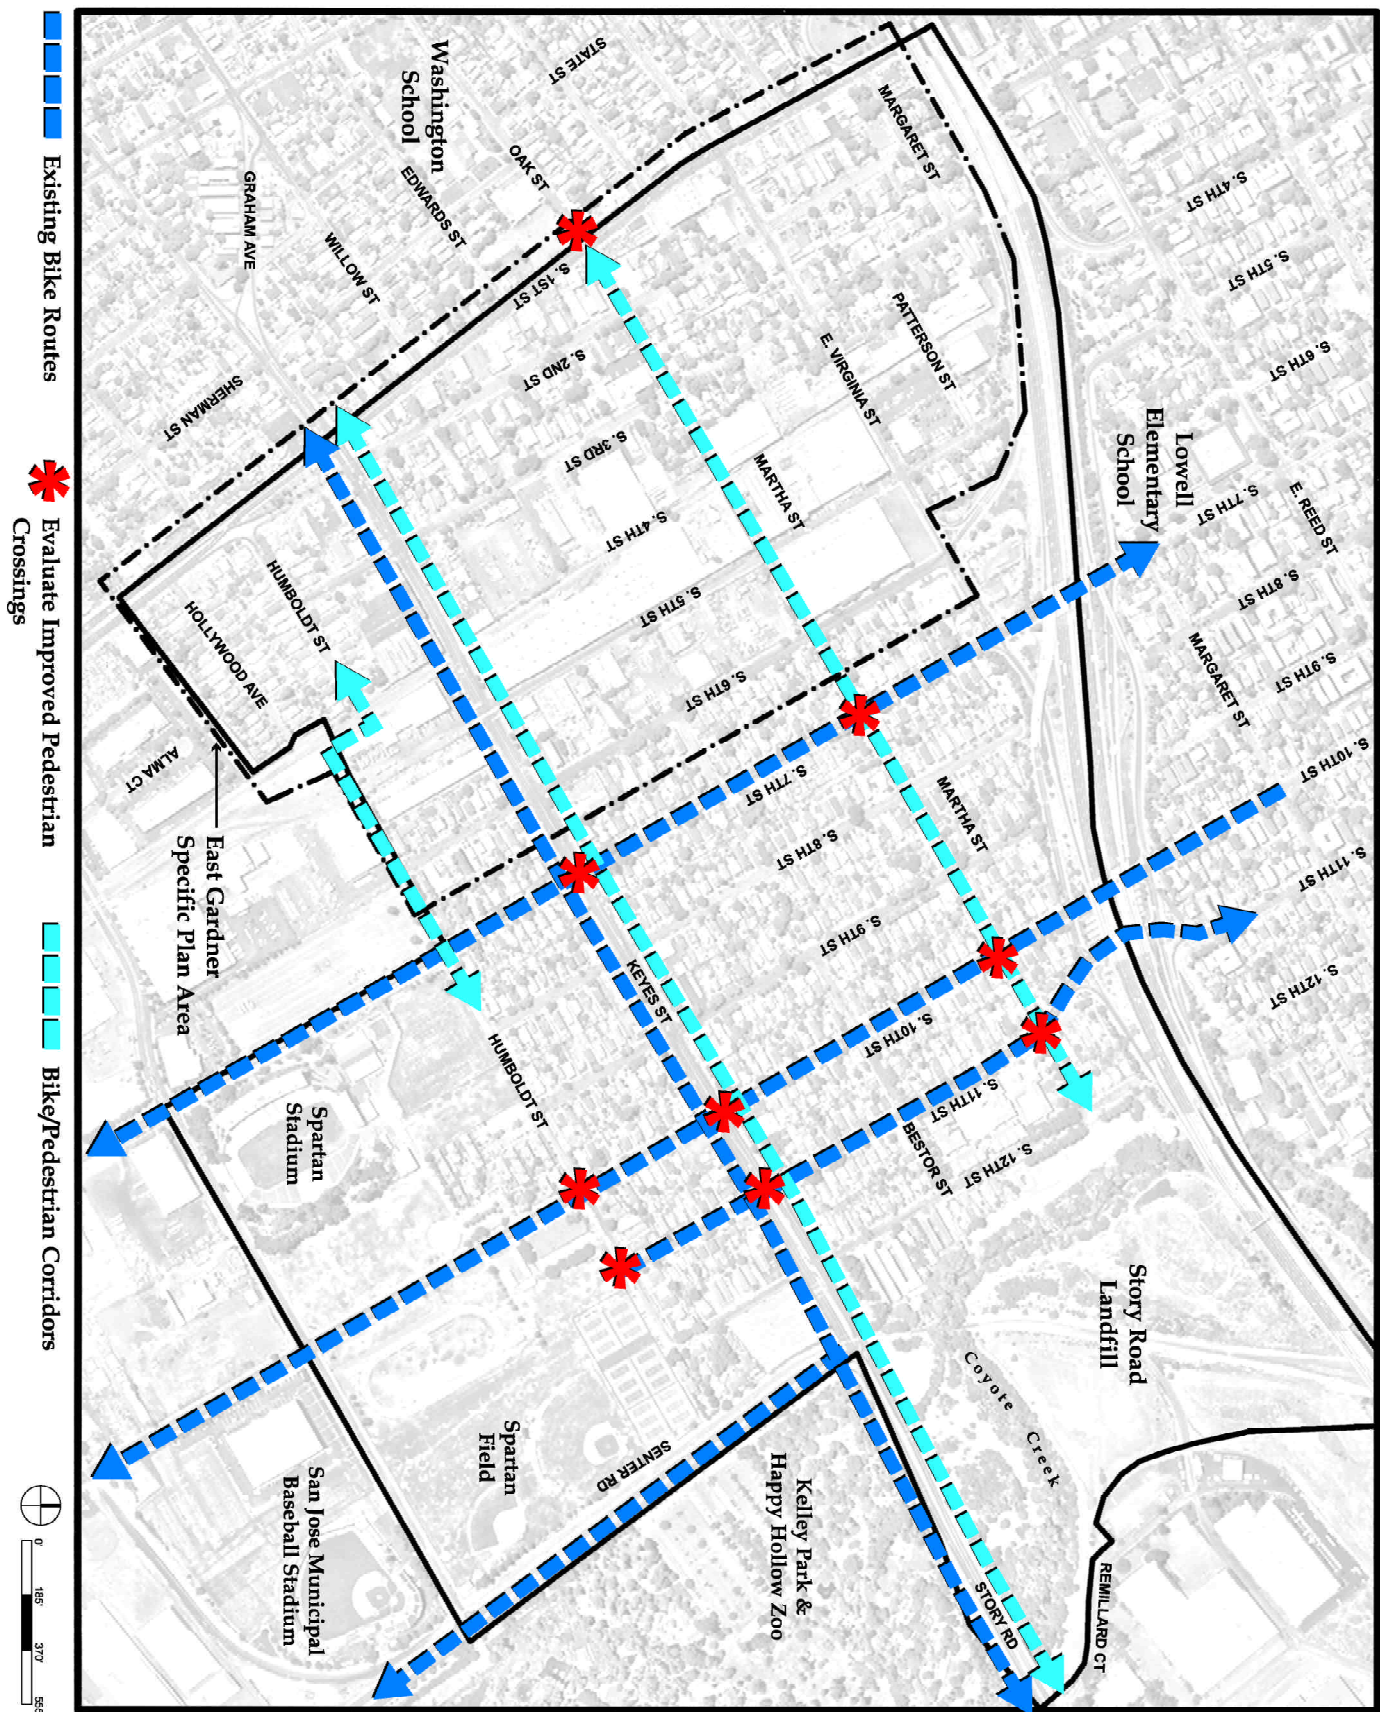 Washington
School
STATE ST
OAK ST
EDWARDS ST
GRAHAM AVE
WILLOW ST
SHERMAN ST
MARGARET ST
S. 4TH ST
S. 5TH ST
S. 6TH ST
PATTERSON ST
E. VIRGINIA ST
S. 1ST ST
S. 2ND ST
S. 3RD ST
S. 4TH ST
S. 5TH ST
S. 6TH ST
MARTHA ST
Lowell
Elementary
School
S. 7TH ST
E. REED ST
S. 8TH ST
S. 9TH ST
MARGARET ST
S. 10TH ST
S. 11TH ST
S. 12TH ST
HUMBOLDT ST
HOLLYWOOD AVE
ALMA CT
East Gardner
Specific Plan Area
S. 7TH ST
S. 8TH ST
S. 9TH ST
MARTHA ST
KEYES ST
S. 10TH ST
S. 11TH ST
BESTOR ST
S. 12TH ST
HUMBOLDT ST
Spartan
Stadium
Story Road
Landfill
Coyote Creek
Spartan
Field
SENTER RD
San Jose Municipal
Baseball Stadium
Kelley Park &
Happy Hollow Zoo
STORY RD
REMILLARD CT
Existing Bike Routes
Evaluate Improved Pedestrian
Crossings
Bike/Pedestrian Corridors
0' 185' 370' 555'